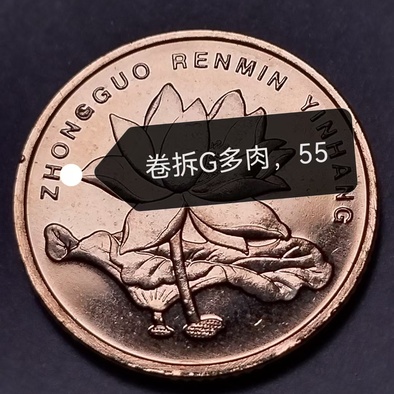 ZHONGGUO RENMIN YINHANG
卷拆G多肉，55